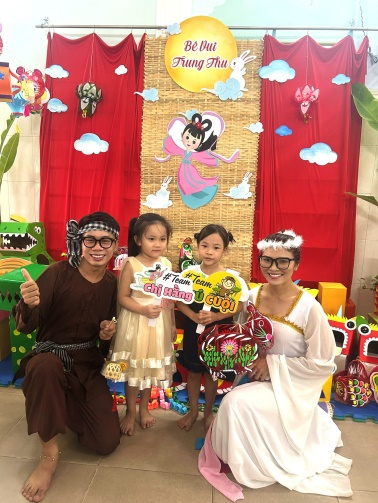 Bé Vui
Trung Thu
#Team
Chị Hằng
#Team
Ú CUỘI